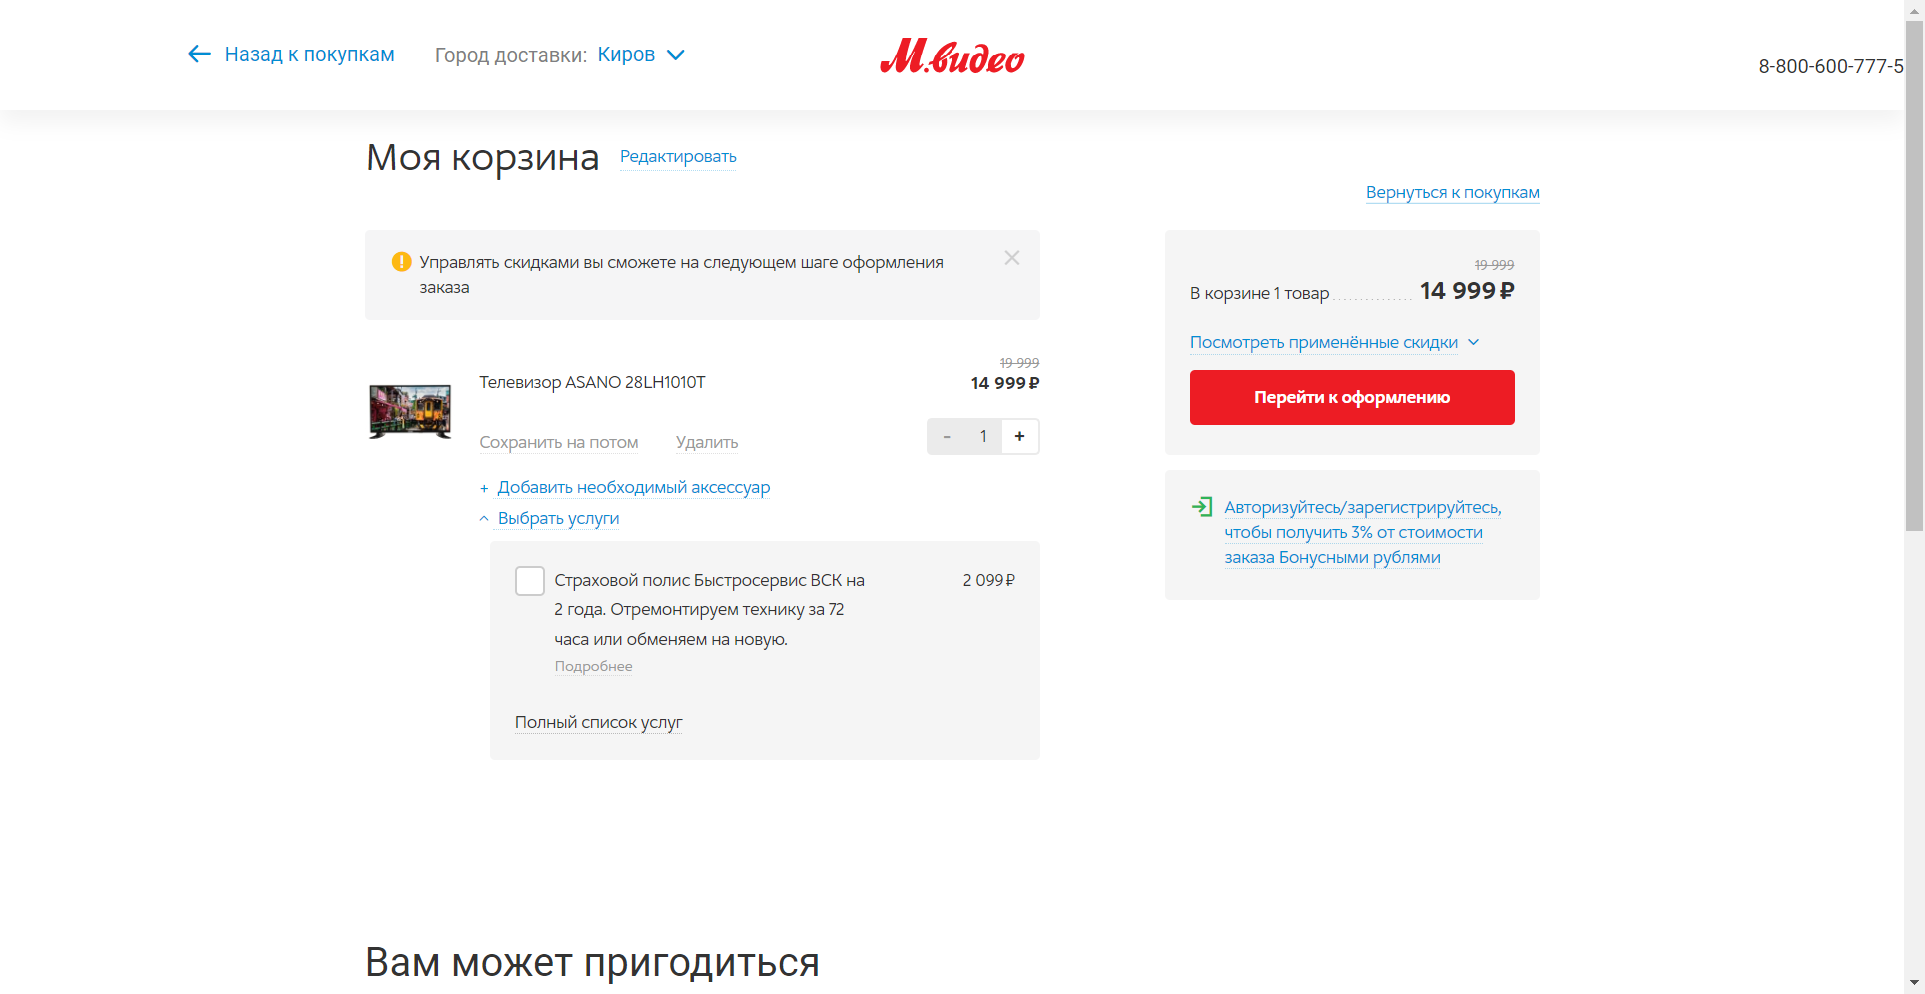 Назад к покупкам
Город доставки: Киров
М.видео
8-800-600-777-5
Моя корзина
Редактировать
Вернуться к покупкам
Управлять скидками вы сможете на следующем шаге оформления
заказа
19 999
14 999 ₽
Телевизор ASANO 28LH1010T
Сохранить на потом
Удалить
- 1 +
+ Добавить необходимый аксессуар
Выбрать услуги
Страховой полис Быстросервис ВСК на
2 года. Отремонтируем технику за 72
часа или обменяем на новую.
2 099 ₽
Подробнее
Полный список услуг
19 999
В корзине 1 товар .............. 14 999 ₽
Посмотреть применённые скидки
Перейти к оформлению
Авторизуйтесь/зарегистрируйтесь,
чтобы получить 3% от стоимости
заказа Бонусными рублями
Вам может пригодиться